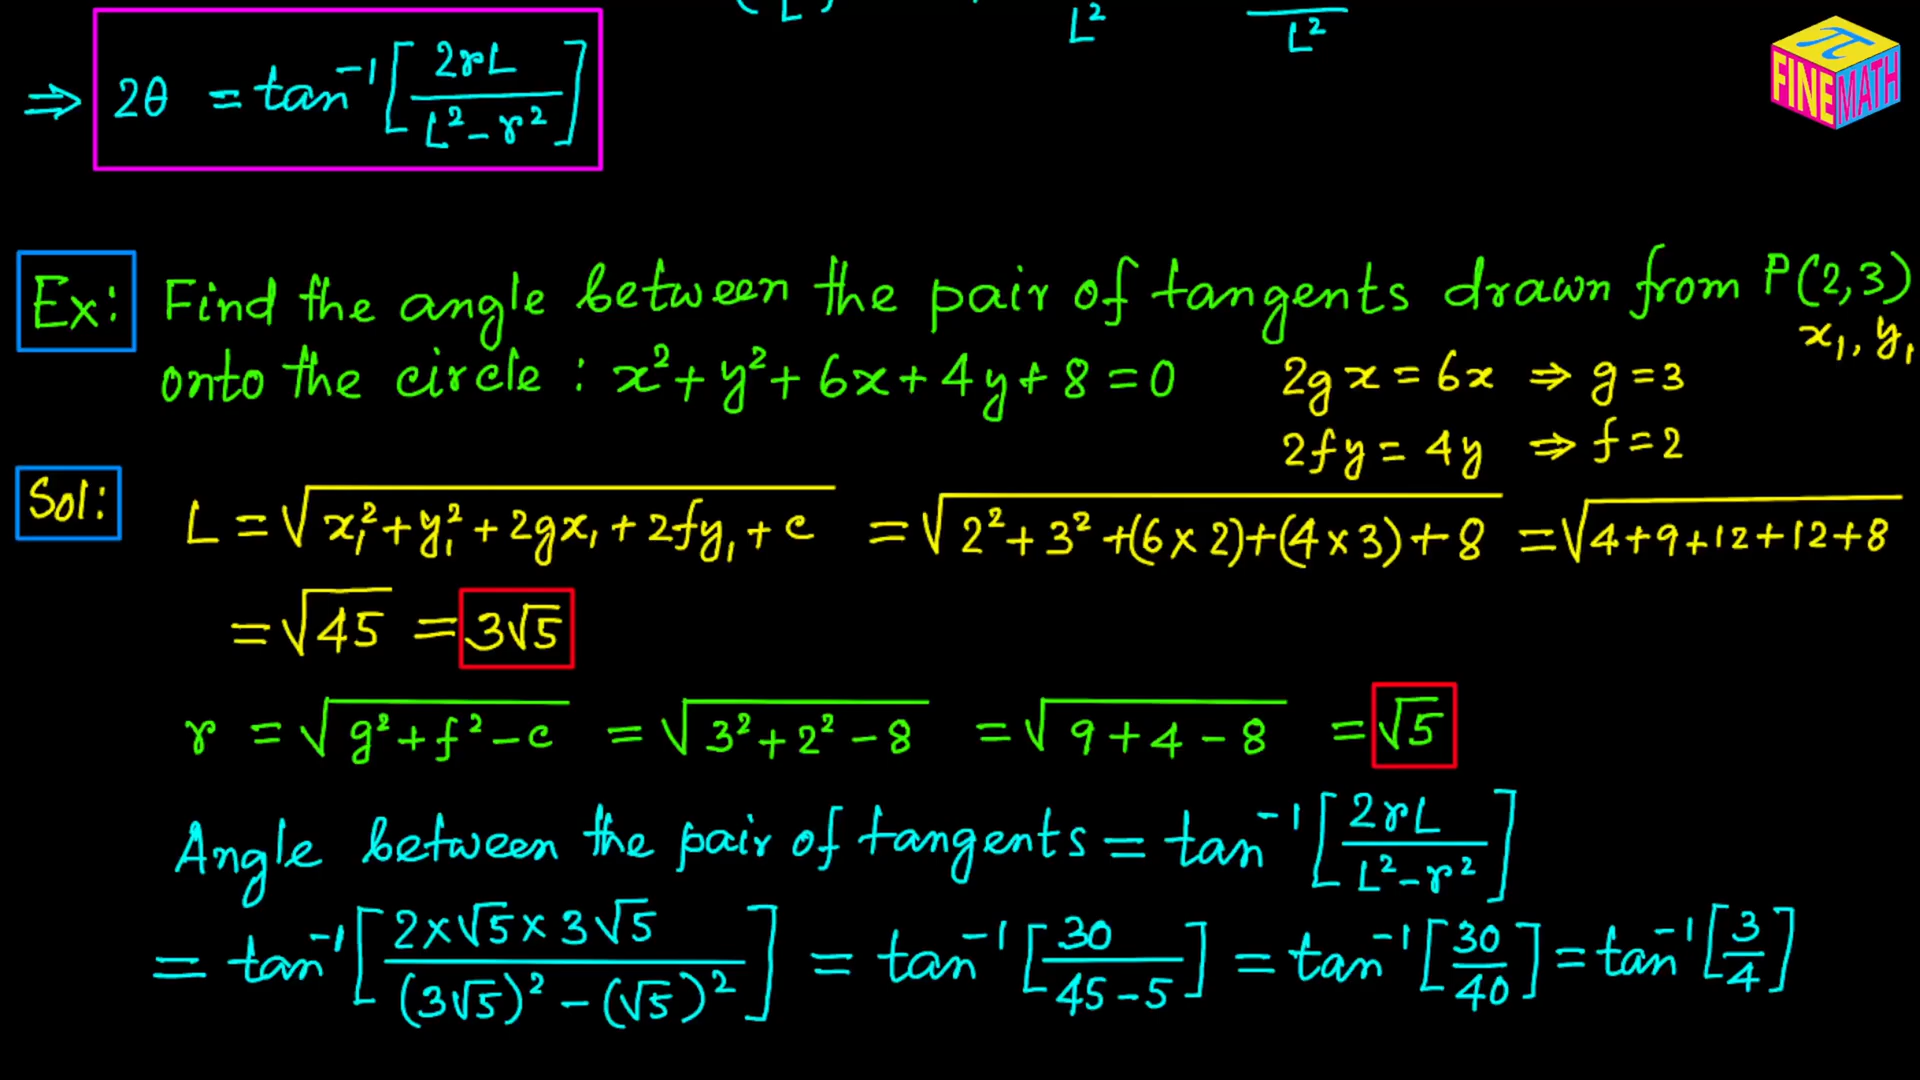 L L² L²
π FINE MATH
⇒ 2θ = tan⁻¹[2rL / L² - r²]
Ex: Find the angle between the pair of tangents drawn from P(2,3)
x₁, y₁
onto the circle : x² + y² + 6x + 4y + 8 = 0 2gx = 6x ⇒ g = 3
2fy = 4y ⇒ f = 2
Sol: L = √(x₁² + y₁² + 2gx₁ + 2fy₁ + c) = √(2² + 3² + (6 × 2) + (4 × 3) + 8) = √(4 + 9 + 12 + 12 + 8)
= √45 = 3√5
r = √(g² + f² - c) = √(3² + 2² - 8) = √(9 + 4 - 8) = √5
Angle between the pair of tangents = tan⁻¹[2rL / L² - r²]
= tan⁻¹[2 × √5 × 3√5 / (3√5)² - (√5)²] = tan⁻¹[30 / 45 - 5] = tan⁻¹[30 / 40] = tan⁻¹[3 / 4]